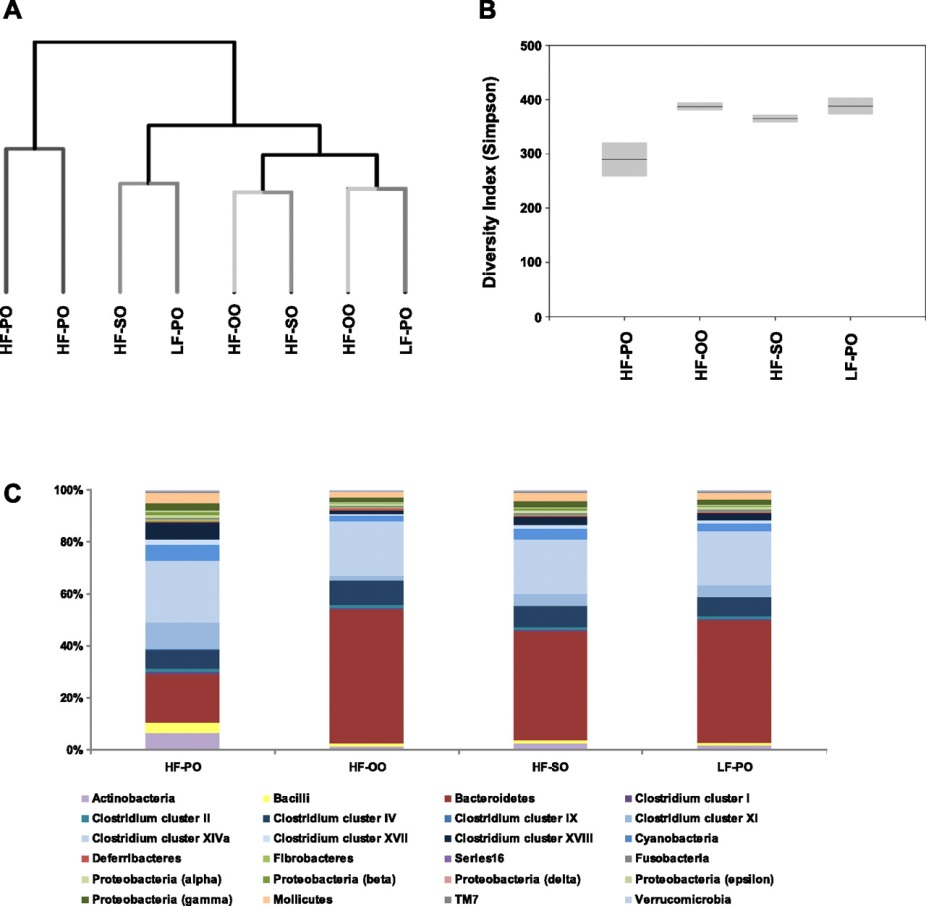 A
B
HF-PO
HF-PO
HF-SO
LF-PO
HF-OO
HF-SO
HF-OO
LF-PO
Diversity Index (Simpson)
500
400
300
200
100
0
HF-PO
HF-OO
HF-SO
LF-PO
C
100%
80%
60%
40%
20%
0%
HF-PO HF-OO HF-SO LF-PO
Actinobacteria Bacilli Bacteroidetes Clostridium cluster I
Clostridium cluster II Clostridium cluster IV Clostridium cluster IX Clostridium cluster XI
Clostridium cluster XIVa Clostridium cluster XVII Clostridium cluster XVIII Cyanobacteria
Deferribacteres Fibrobacteres Series16 Fusobacteria
Proteobacteria (alpha) Proteobacteria (beta) Proteobacteria (delta) Proteobacteria (epsilon)
Proteobacteria (gamma) Mollicutes TM7 Verrucomicrobia